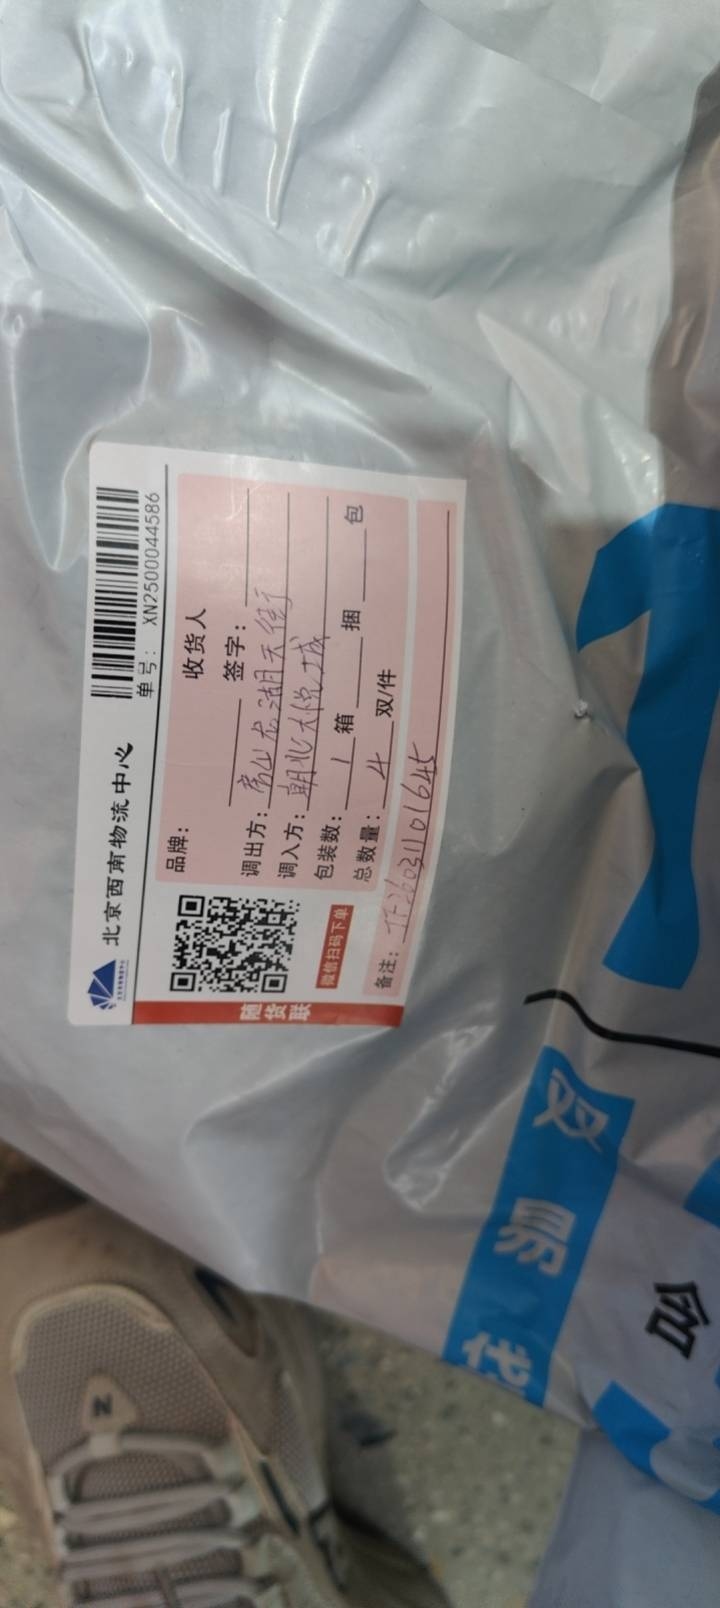 北京西南物流中心
单号： XN2500044586
品牌：
收货人
签字：
调出方：房山龙湖天街
调入方：朝北大悦城
包装数： 1 箱 捆 包
总数量： 4 双/件
备注：TF260311101645
微信扫码下单
随货联
双
易